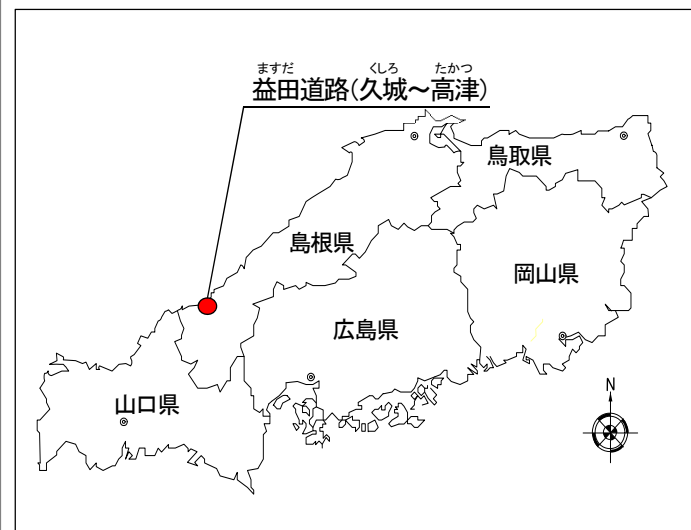 ますだ くしろ たかつ
益田道路(久城～高津)
鳥取県
島根県
岡山県
広島県
山口県
N